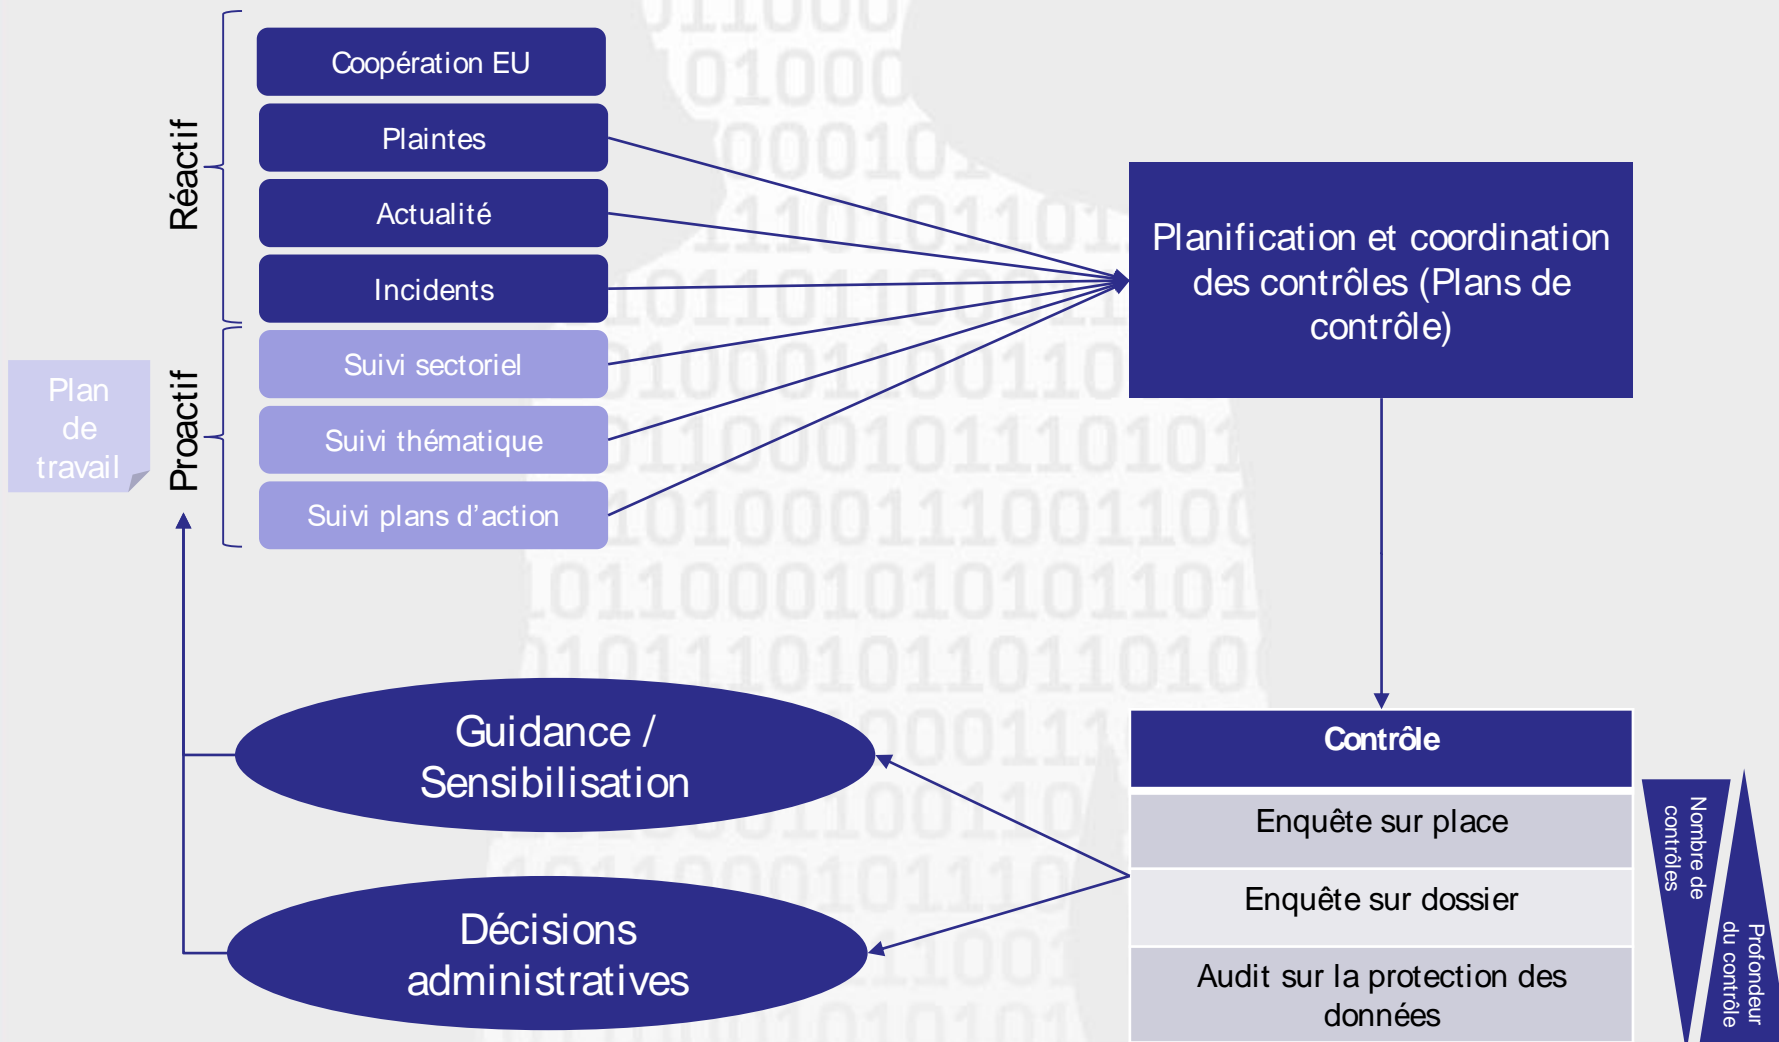 Réactif
Coopération EU
Plaintes
Actualité
Incidents
Plan
de
travail
Proactif
Suivi sectoriel
Suivi thématique
Suivi plans d’action
Planification et coordination
des contrôles (Plans de
contrôle)
Guidance /
Sensibilisation
Décisions
administratives
Contrôle
Enquête sur place
Enquête sur dossier
Audit sur la protection des
données
Nombre de
contrôles
Profondeur
du contrôle